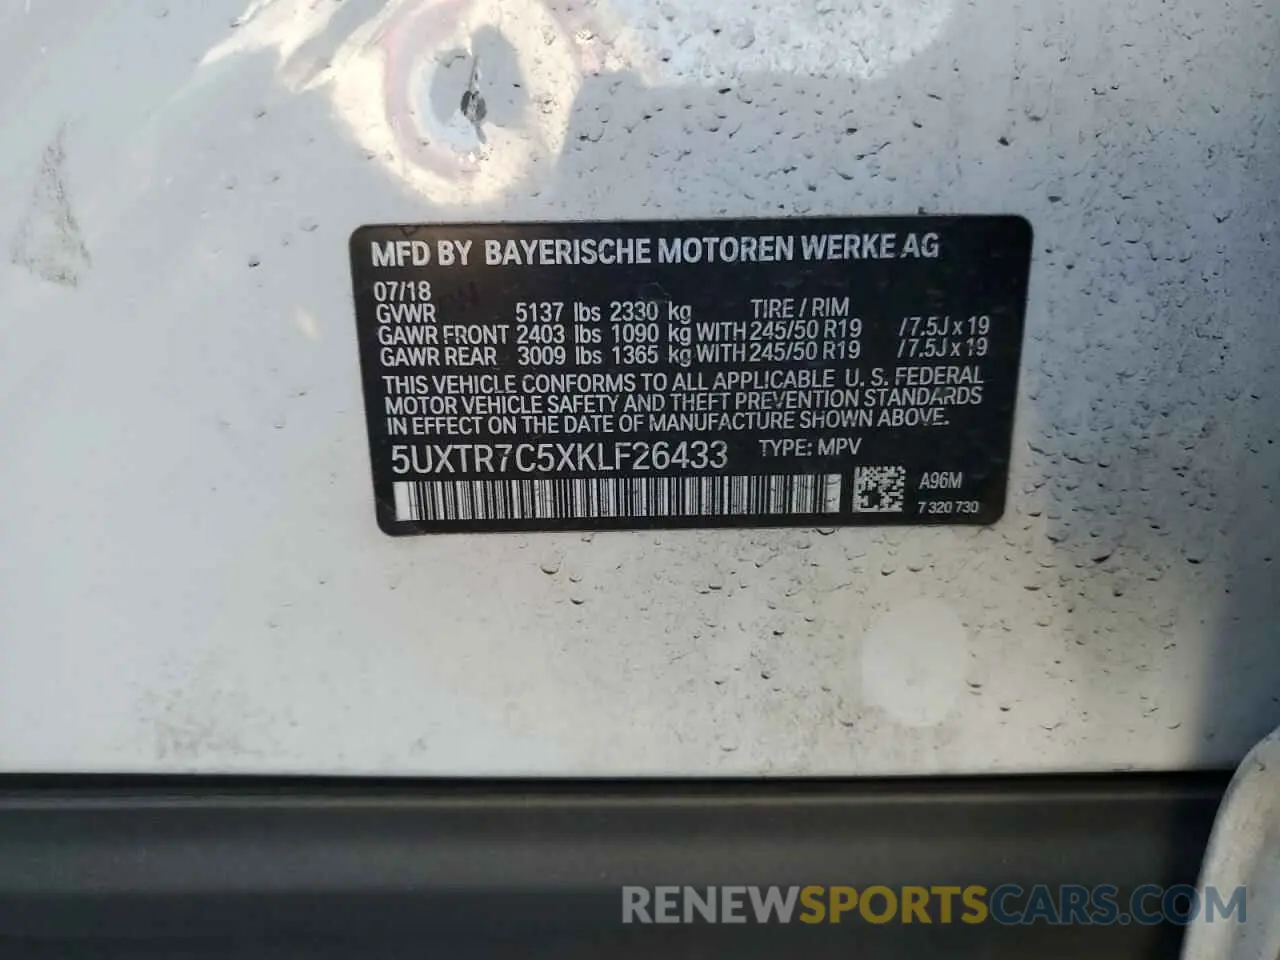 MFD BY BAYERISCHE MOTOREN WERKE AG
07/18
GVWR 5137 lbs 2330 kg TIRE / RIM
GAWR FRONT 2403 lbs 1090 kg WITH 245/50 R19 /7.5J x 19
GAWR REAR 3009 lbs 1365 kg WITH 245/50 R19 /7.5J x 19
THIS VEHICLE CONFORMS TO ALL APPLICABLE U. S. FEDERAL
MOTOR VEHICLE SAFETY AND THEFT PREVENTION STANDARDS
IN EFFECT ON THE DATE OF MANUFACTURE SHOWN ABOVE.
5UXTR7C5XKLF26433 TYPE: MPV
A96M
7 320 730
RENEWSPORTSCARS.COM